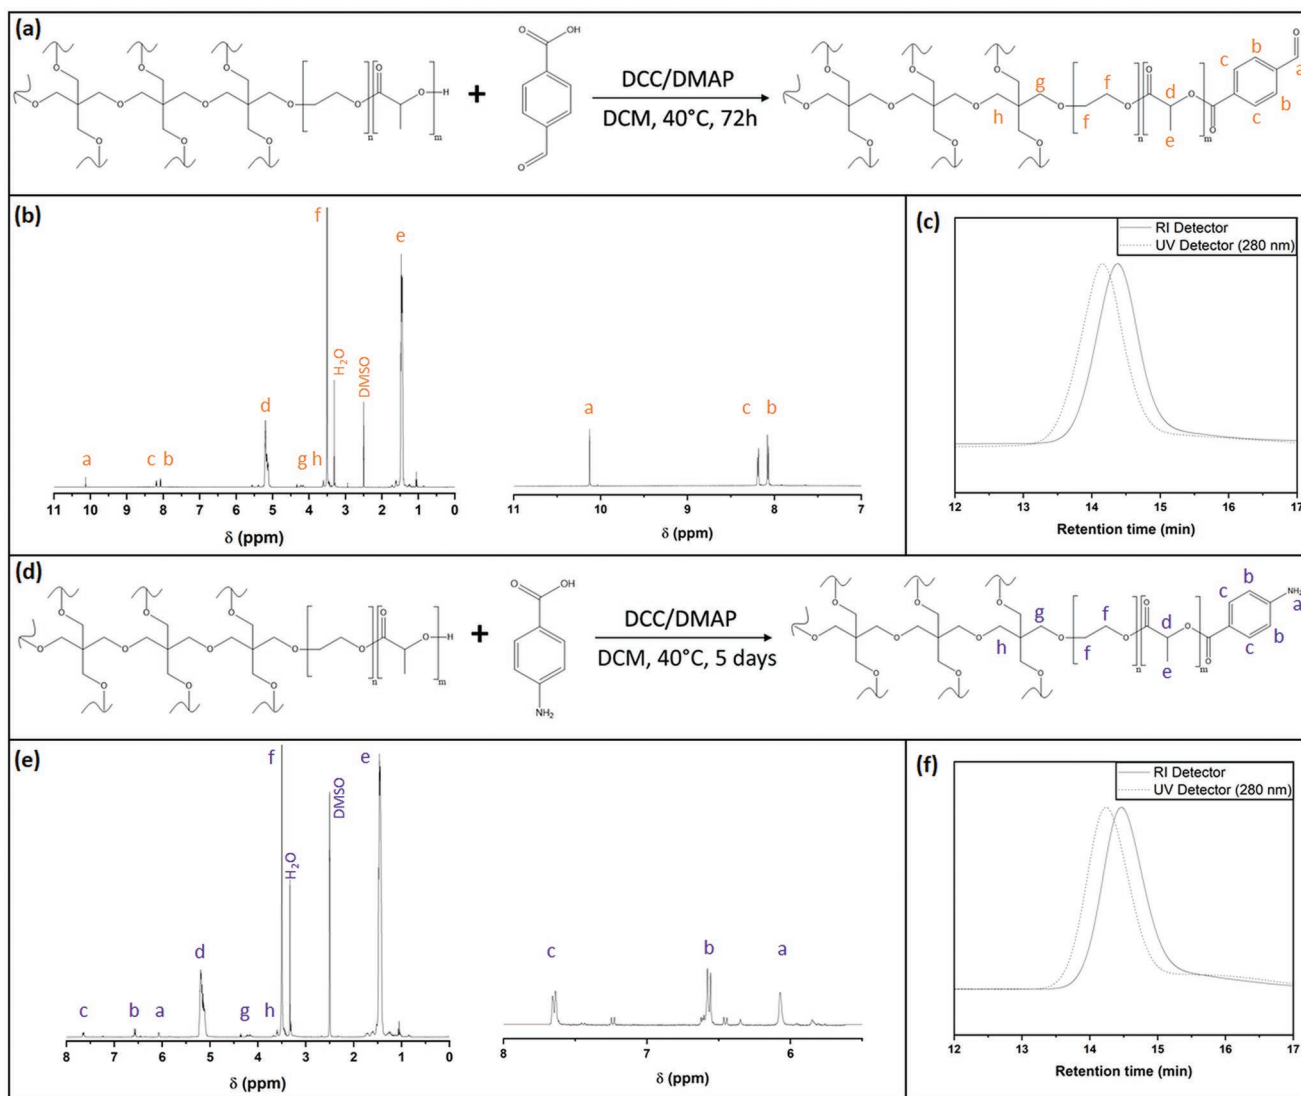 (a)
O
O
O
O
O
O
O
O
O
O
O
O
H
n
m
+
O
OH
O
DCC/DMAP
DCM, 40°C, 72h
O
O
O
O
O
O
O
O
O
O
O
O
O
O
n
m
g
f
f
h
d
e
c
b
a
b
c
(b)
f
e
H2O
DMSO
d
a
c
b
g
h
11 10 9 8 7 6 5 4 3 2 1 0
δ (ppm)
a
c
b
11 10 9 8 7
δ (ppm)
(c)
RI Detector
UV Detector (280 nm)
12 13 14 15 16 17
Retention time (min)
(d)
O
O
O
O
O
O
O
O
O
O
O
O
H
n
m
+
O
OH
NH2
DCC/DMAP
DCM, 40°C, 5 days
O
O
O
O
O
O
O
O
O
O
O
O
O
NH2
n
m
g
f
f
h
d
e
c
b
a
b
c
(e)
f
e
DMSO
H2O
d
c
b
a
g
h
8 7 6 5 4 3 2 1 0
δ (ppm)
c
b
a
8 7 6
δ (ppm)
(f)
RI Detector
UV Detector (280 nm)
12 13 14 15 16 17
Retention time (min)